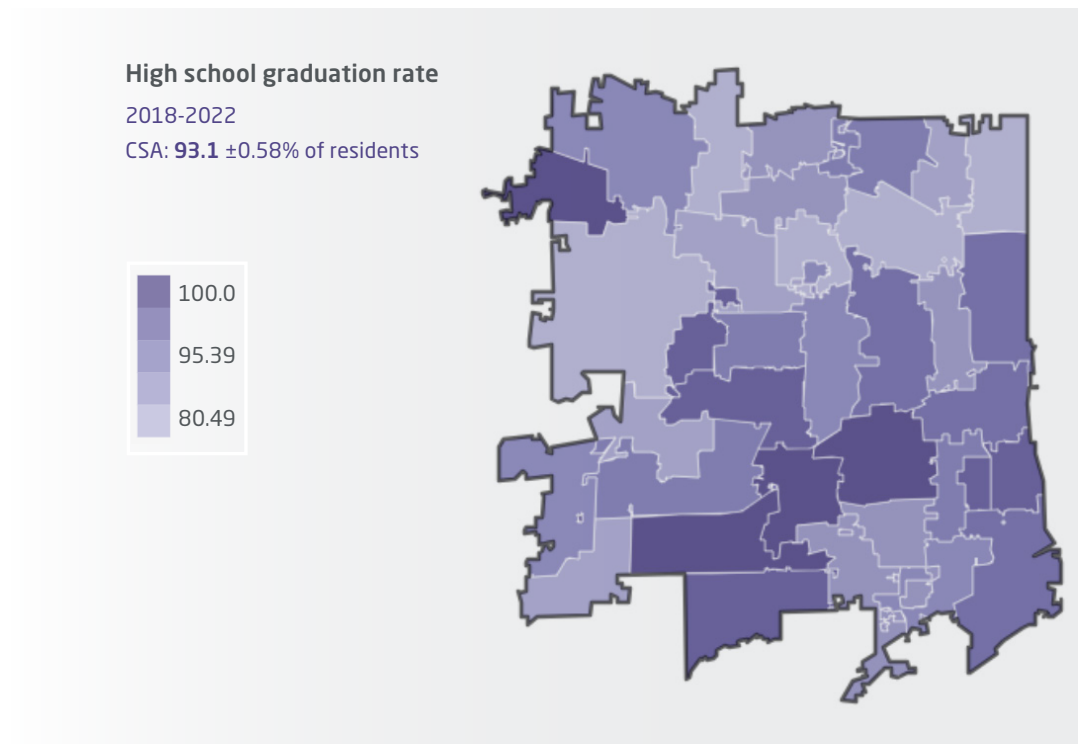 High school graduation rate
2018-2022
CSA: 93.1 ±0.58% of residents
100.0
95.39
80.49